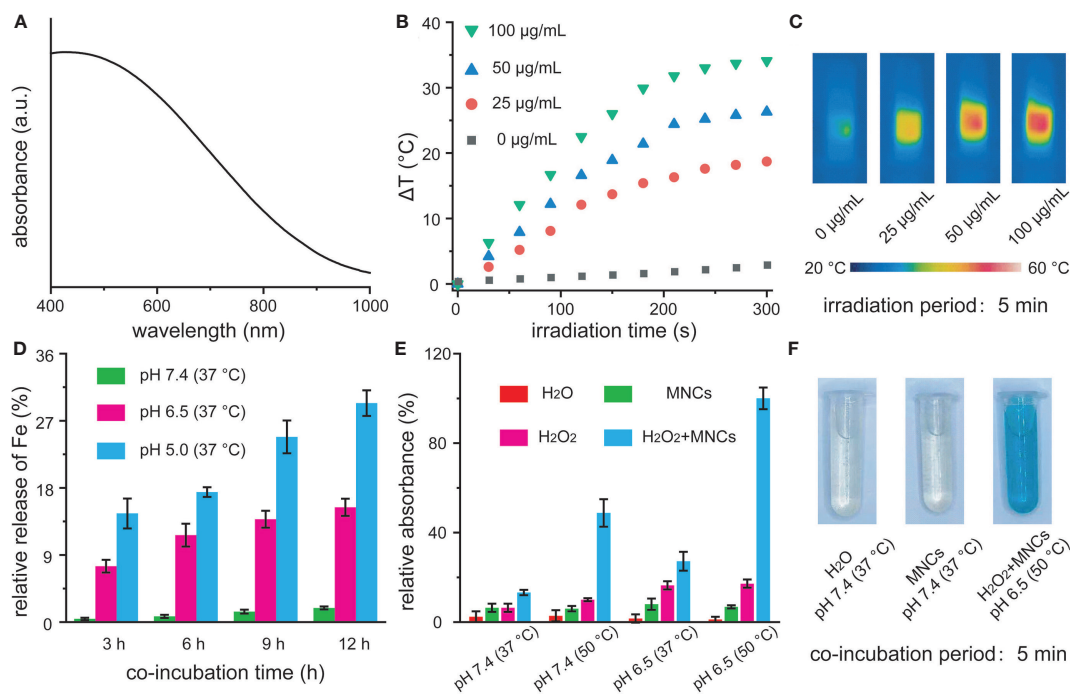 A
absorbance (a.u.)
400 600 800 1000
wavelength (nm)
B
ΔT (°C)
40
30
20
10
0
100 µg/mL
50 µg/mL
25 µg/mL
0 µg/mL
0 100 200 300
irradiation time (s)
C
0 µg/mL
25 µg/mL
50 µg/mL
100 µg/mL
20 °C 60 °C
irradiation period: 5 min
D
relative release of Fe (%)
36
27
18
9
0
pH 7.4 (37 °C)
pH 6.5 (37 °C)
pH 5.0 (37 °C)
3 h 6 h 9 h 12 h
co-incubation time (h)
E
relative absorbance (%)
120
80
40
0
H2O MNCs
H2O2 H2O2+MNCs
pH 7.4 (37 °C)
pH 7.4 (50 °C)
pH 6.5 (37 °C)
pH 6.5 (50 °C)
F
H2O
pH 7.4 (37 °C)
MNCs
pH 7.4 (37 °C)
H2O2+MNCs
pH 6.5 (50 °C)
co-incubation period: 5 min